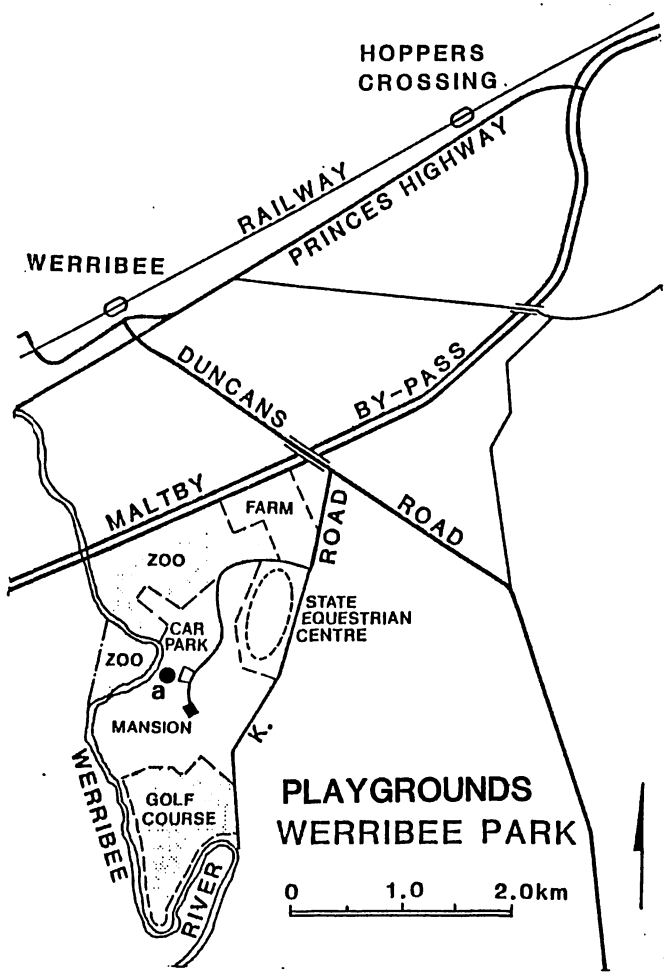 HOPPERS
CROSSING
RAILWAY
PRINCES HIGHWAY
WERRIBEE
DUNCANS
BY-PASS
MALTBY
FARM
ROAD
ROAD
ZOO
STATE
EQUESTRIAN
CENTRE
CAR
PARK
ZOO
a
MANSION
K.
WERRIBEE
GOLF
COURSE
RIVER
PLAYGROUNDS
WERRIBEE PARK
0 1.0 2.0km